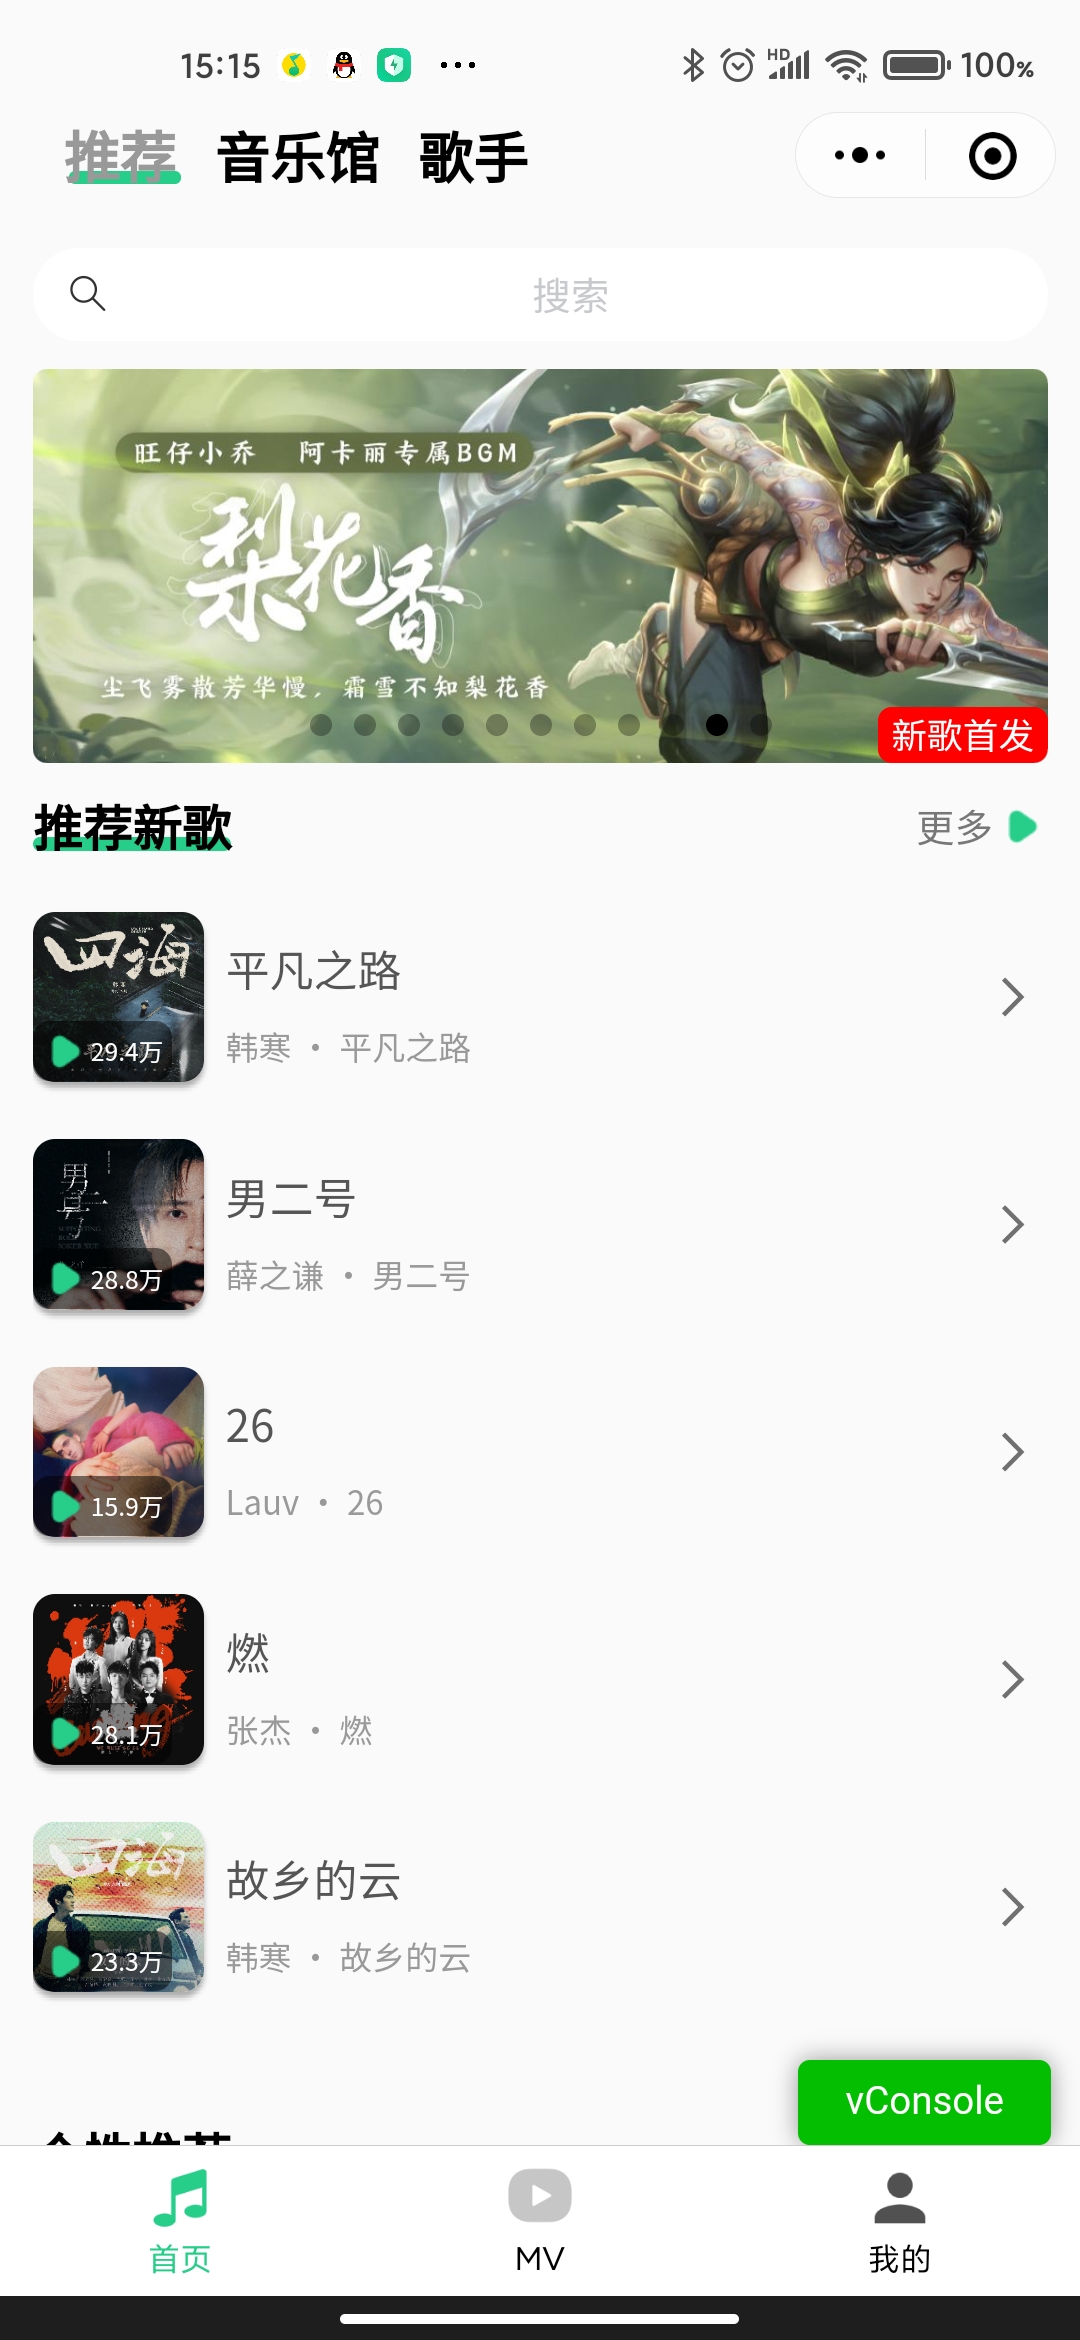 15:15
HD
100%
推荐 音乐馆 歌手
搜索
旺仔小乔 阿卡丽专属BGM
梨花香
尘飞雾散芳华慢，霜雪不知梨花香
新歌首发
推荐新歌
更多
四海
29.4万
平凡之路
韩寒 · 平凡之路
男二号
28.8万
男二号
薛之谦 · 男二号
15.9万
26
Lauv · 26
28.1万
燃
张杰 · 燃
四海
23.3万
故乡的云
韩寒 · 故乡的云
vConsole
个性推荐
首页
MV
我的